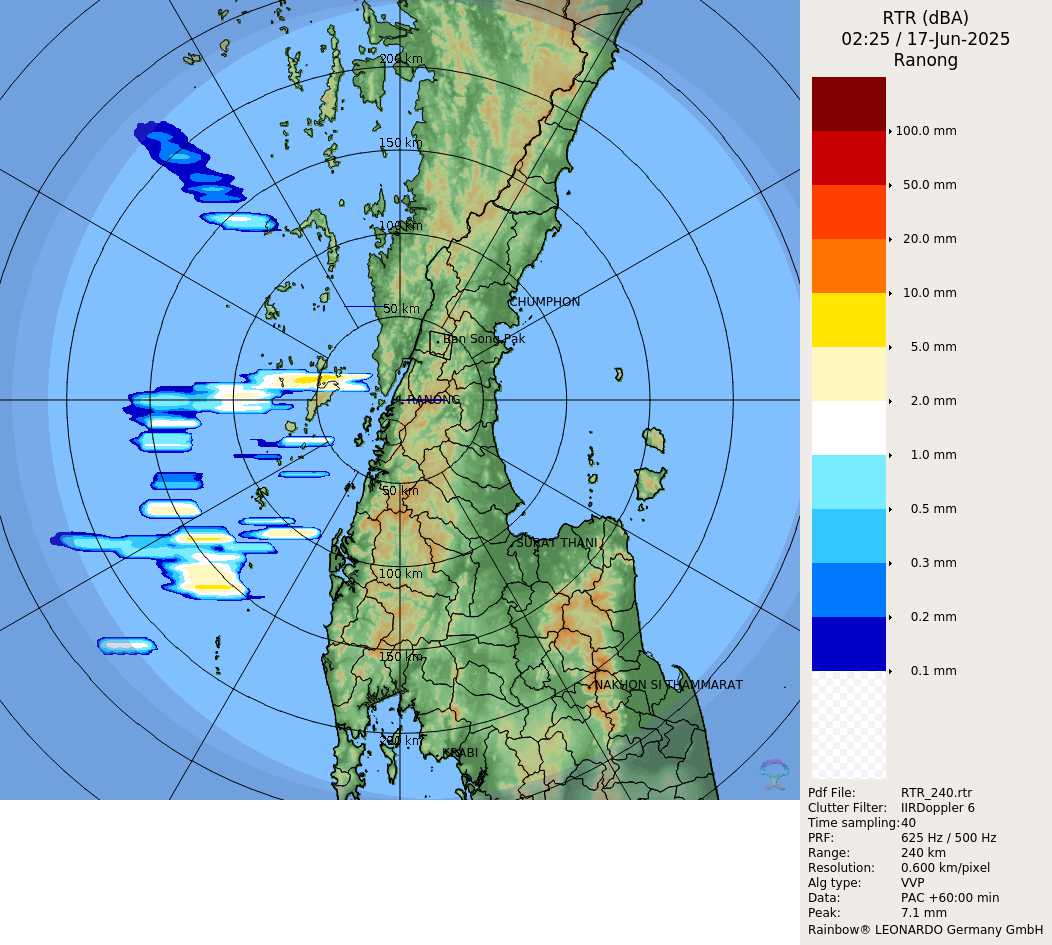 RTR (dBA)
02:25 / 17-Jun-2025
Ranong
200 km
150 km
100 km
50 km
CHUMPHON
Ban Song Pak
RANONG
50 km
SURAT THANI
100 km
150 km
NAKHON SI THAMMARAT
200 km
KRABI
100.0 mm
50.0 mm
20.0 mm
10.0 mm
5.0 mm
2.0 mm
1.0 mm
0.5 mm
0.3 mm
0.2 mm
0.1 mm
Pdf File: RTR_240.rtr
Clutter Filter: IIRDoppler 6
Time sampling: 40
PRF: 625 Hz / 500 Hz
Range: 240 km
Resolution: 0.600 km/pixel
Alg type: VVP
Data: PAC +60:00 min
Peak: 7.1 mm
Rainbow® LEONARDO Germany GmbH